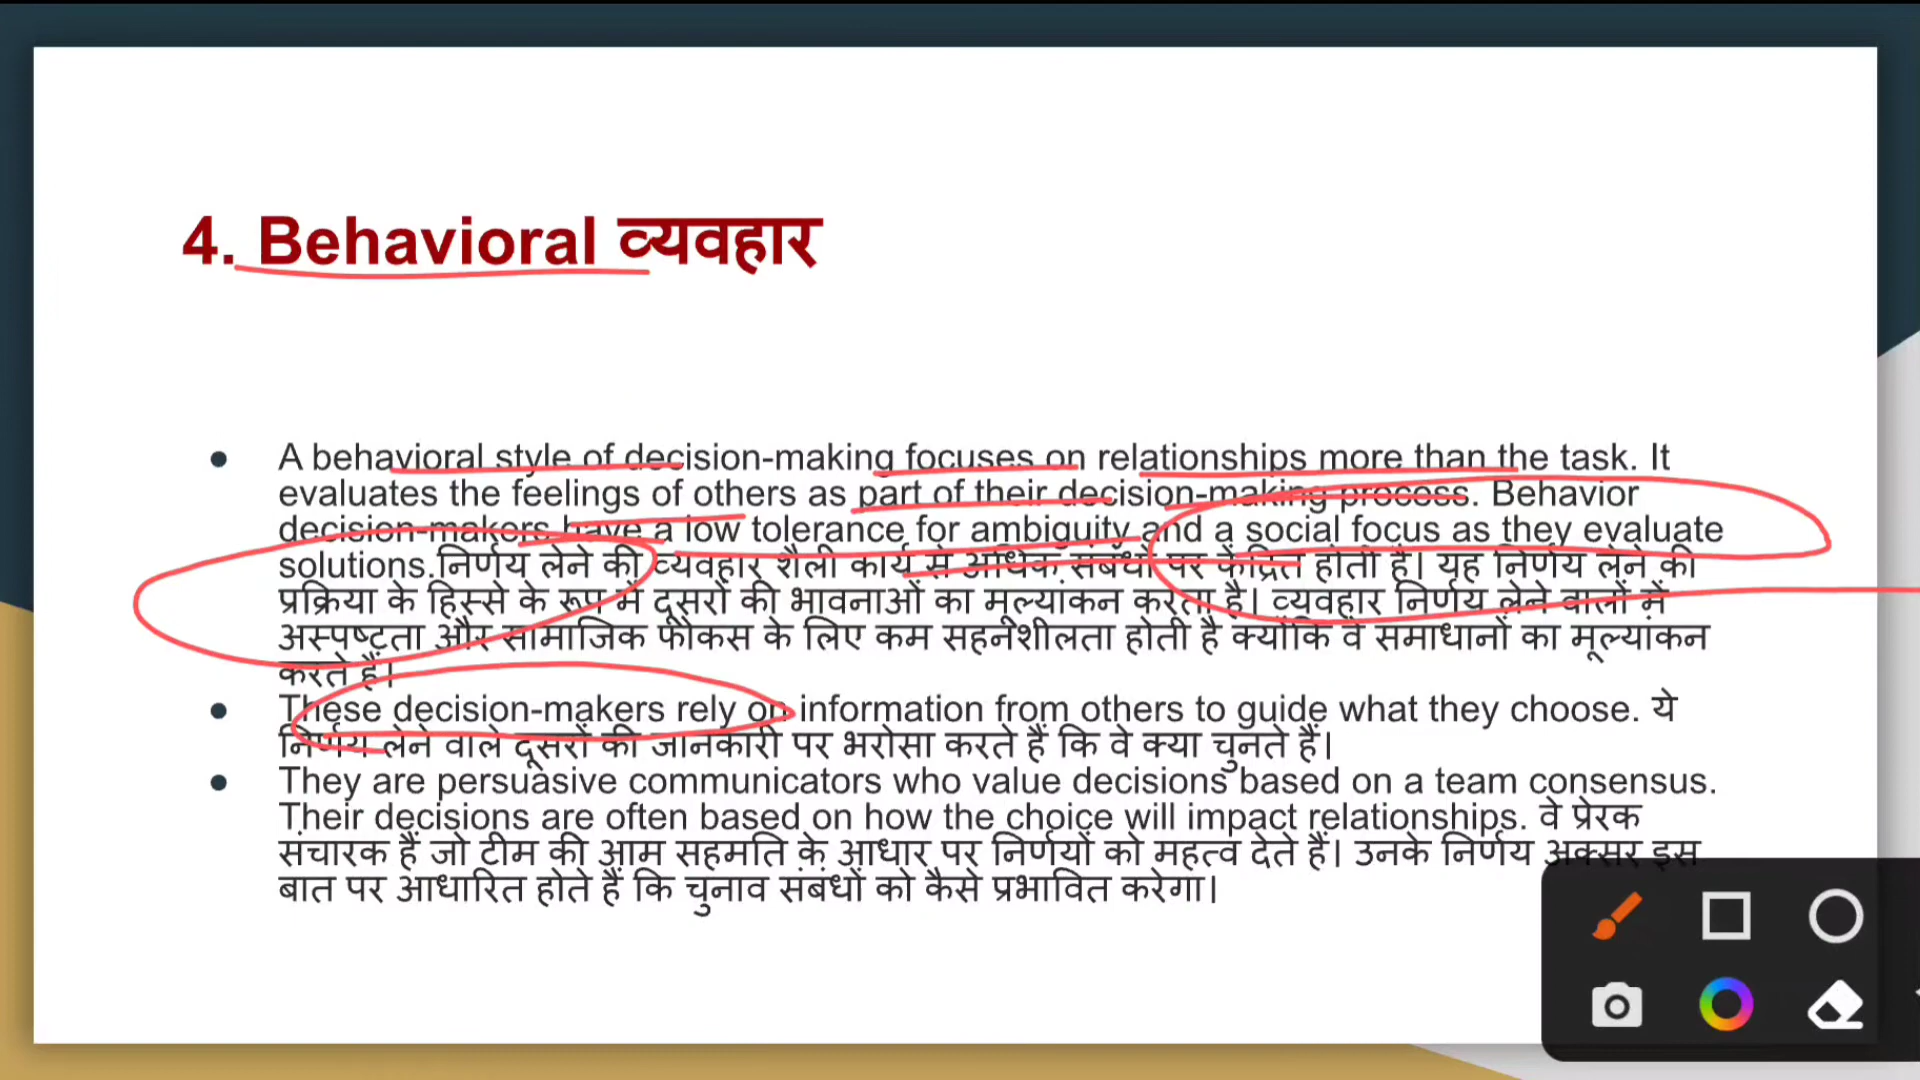 4. Behavioral व्यवहार
● A behavioral style of decision-making focuses on relationships more than the task. It
evaluates the feelings of others as part of their decision-making process. Behavior
decision-makers have a low tolerance for ambiguity and a social focus as they evaluate
solutions.निर्णय लेने की व्यवहार शैली कार्य से अधिक संबंधों पर केंद्रित होती है। यह निर्णय लेने की
प्रक्रिया के हिस्से के रूप में दूसरों की भावनाओं का मूल्यांकन करता है। व्यवहार निर्णय लेने वालों में
अस्पष्टता और सामाजिक फोकस के लिए कम सहनशीलता होती है क्योंकि वे समाधानों का मूल्यांकन
करते हैं।
● These decision-makers rely on information from others to guide what they choose. ये
निर्णय लेने वाले दूसरों की जानकारी पर भरोसा करते हैं कि वे क्या चुनते हैं।
● They are persuasive communicators who value decisions based on a team consensus.
Their decisions are often based on how the choice will impact relationships. वे प्रेरक
संचारक हैं जो टीम की आम सहमति के आधार पर निर्णयों को महत्व देते हैं। उनके निर्णय अक्सर इस
बात पर आधारित होते हैं कि चुनाव संबंधों को कैसे प्रभावित करेगा।